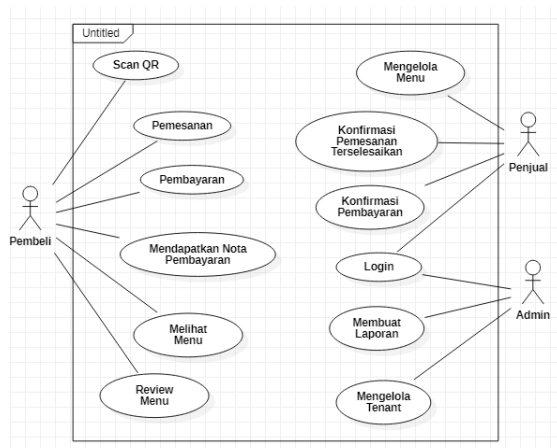 Untitled
Scan QR
Pemesanan
Pembayaran
Mendapatkan Nota
Pembayaran
Melihat
Menu
Review
Menu
Pembeli
Mengelola
Menu
Konfirmasi
Pemesanan
Terselesaikan
Konfirmasi
Pembayaran
Login
Membuat
Laporan
Mengelola
Tenant
Penjual
Admin